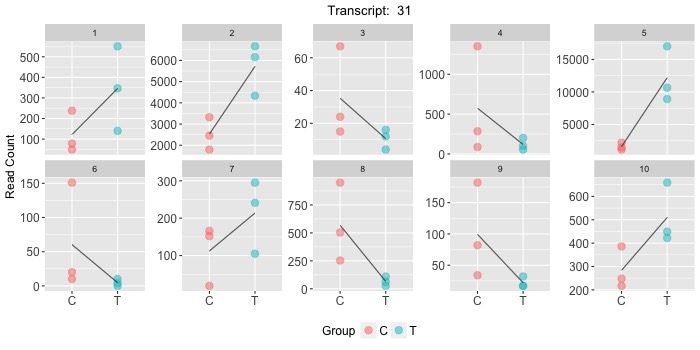 Transcript: 31
1 2 3 4 5
500 400 300 200 100
6000 5000 4000 3000 2000
60 40 20
1000 500 0
15000 10000 5000
Read Count
6 7 8 9 10
150 100 50 0
300 200 100
750 500 250 0
150 100 50
600 500 400 300 200
C T C T C T C T C T
Group C T